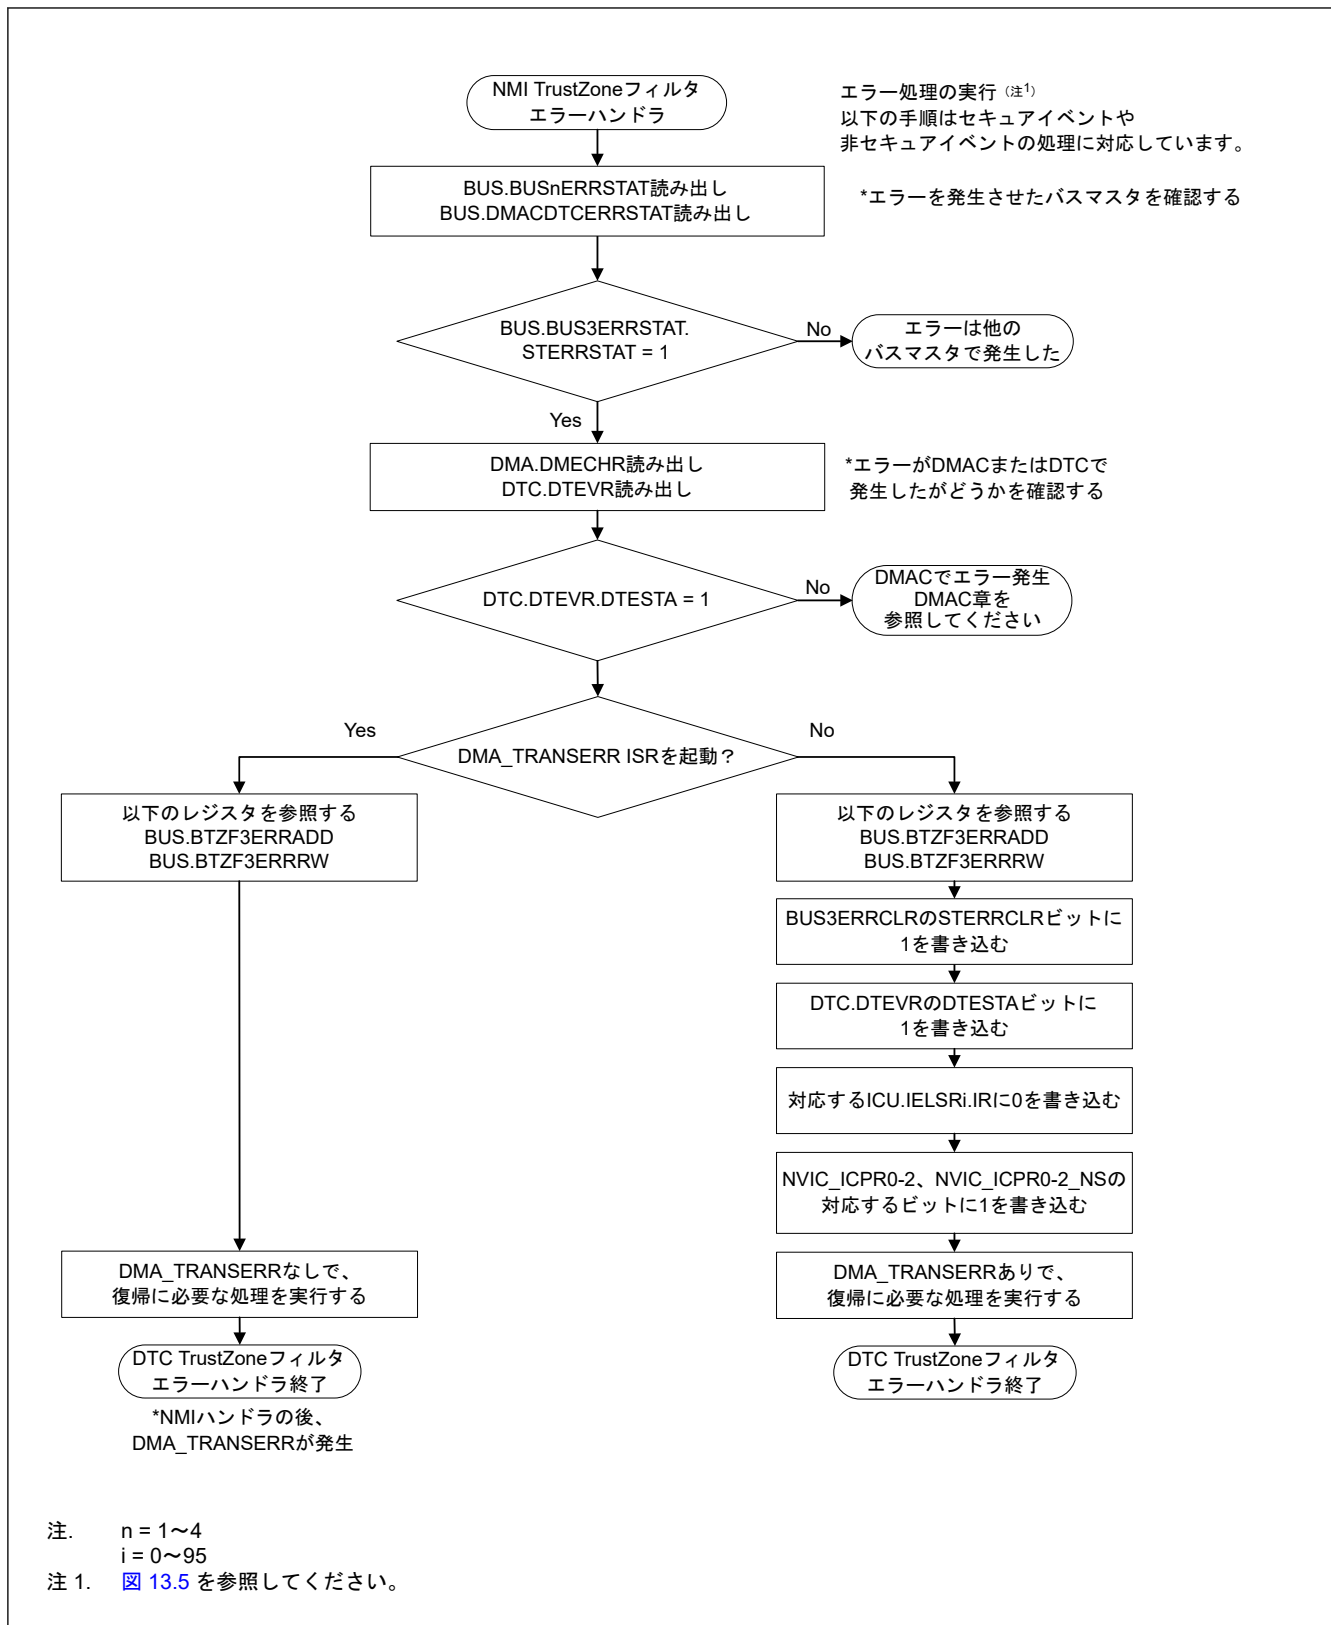 NMI TrustZoneフィルタ
エラーハンドラ
エラー処理の実行（注1）
以下の手順はセキュアイベントや
非セキュアイベントの処理に対応しています。
BUS.BUSnERRSTAT読み出し
BUS.DMACDTCERRSTAT読み出し
*エラーを発生させたバスマスタを確認する
BUS.BUS3ERRSTAT.
STERRSTAT = 1
No
エラーは他の
バスマスタで発生した
Yes
DMA.DMECHR読み出し
DTC.DTEVR読み出し
*エラーがDMACまたはDTCで
発生したがどうかを確認する
DTC.DTEVR.DTESTA = 1
No
DMACでエラー発生
DMAC章を
参照してください
Yes
DMA_TRANSERR ISRを起動？
No
以下のレジスタを参照する
BUS.BTZF3ERRADD
BUS.BTZF3ERRRW
以下のレジスタを参照する
BUS.BTZF3ERRADD
BUS.BTZF3ERRRW
BUS3ERRCLRのSTERRCLRビットに
1を書き込む
DTC.DTEVRのDTESTAビットに
1を書き込む
対応するICU.IELSRi.IRに0を書き込む
NVIC_ICPR0-2、NVIC_ICPR0-2_NSの
対応するビットに1を書き込む
DMA_TRANSERRなしで、
復帰に必要な処理を実行する
DMA_TRANSERRありで、
復帰に必要な処理を実行する
DTC TrustZoneフィルタ
エラーハンドラ終了
DTC TrustZoneフィルタ
エラーハンドラ終了
*NMIハンドラの後、
DMA_TRANSERRが発生
注. n = 1～4
i = 0～95
注 1. 図 13.5 を参照してください。